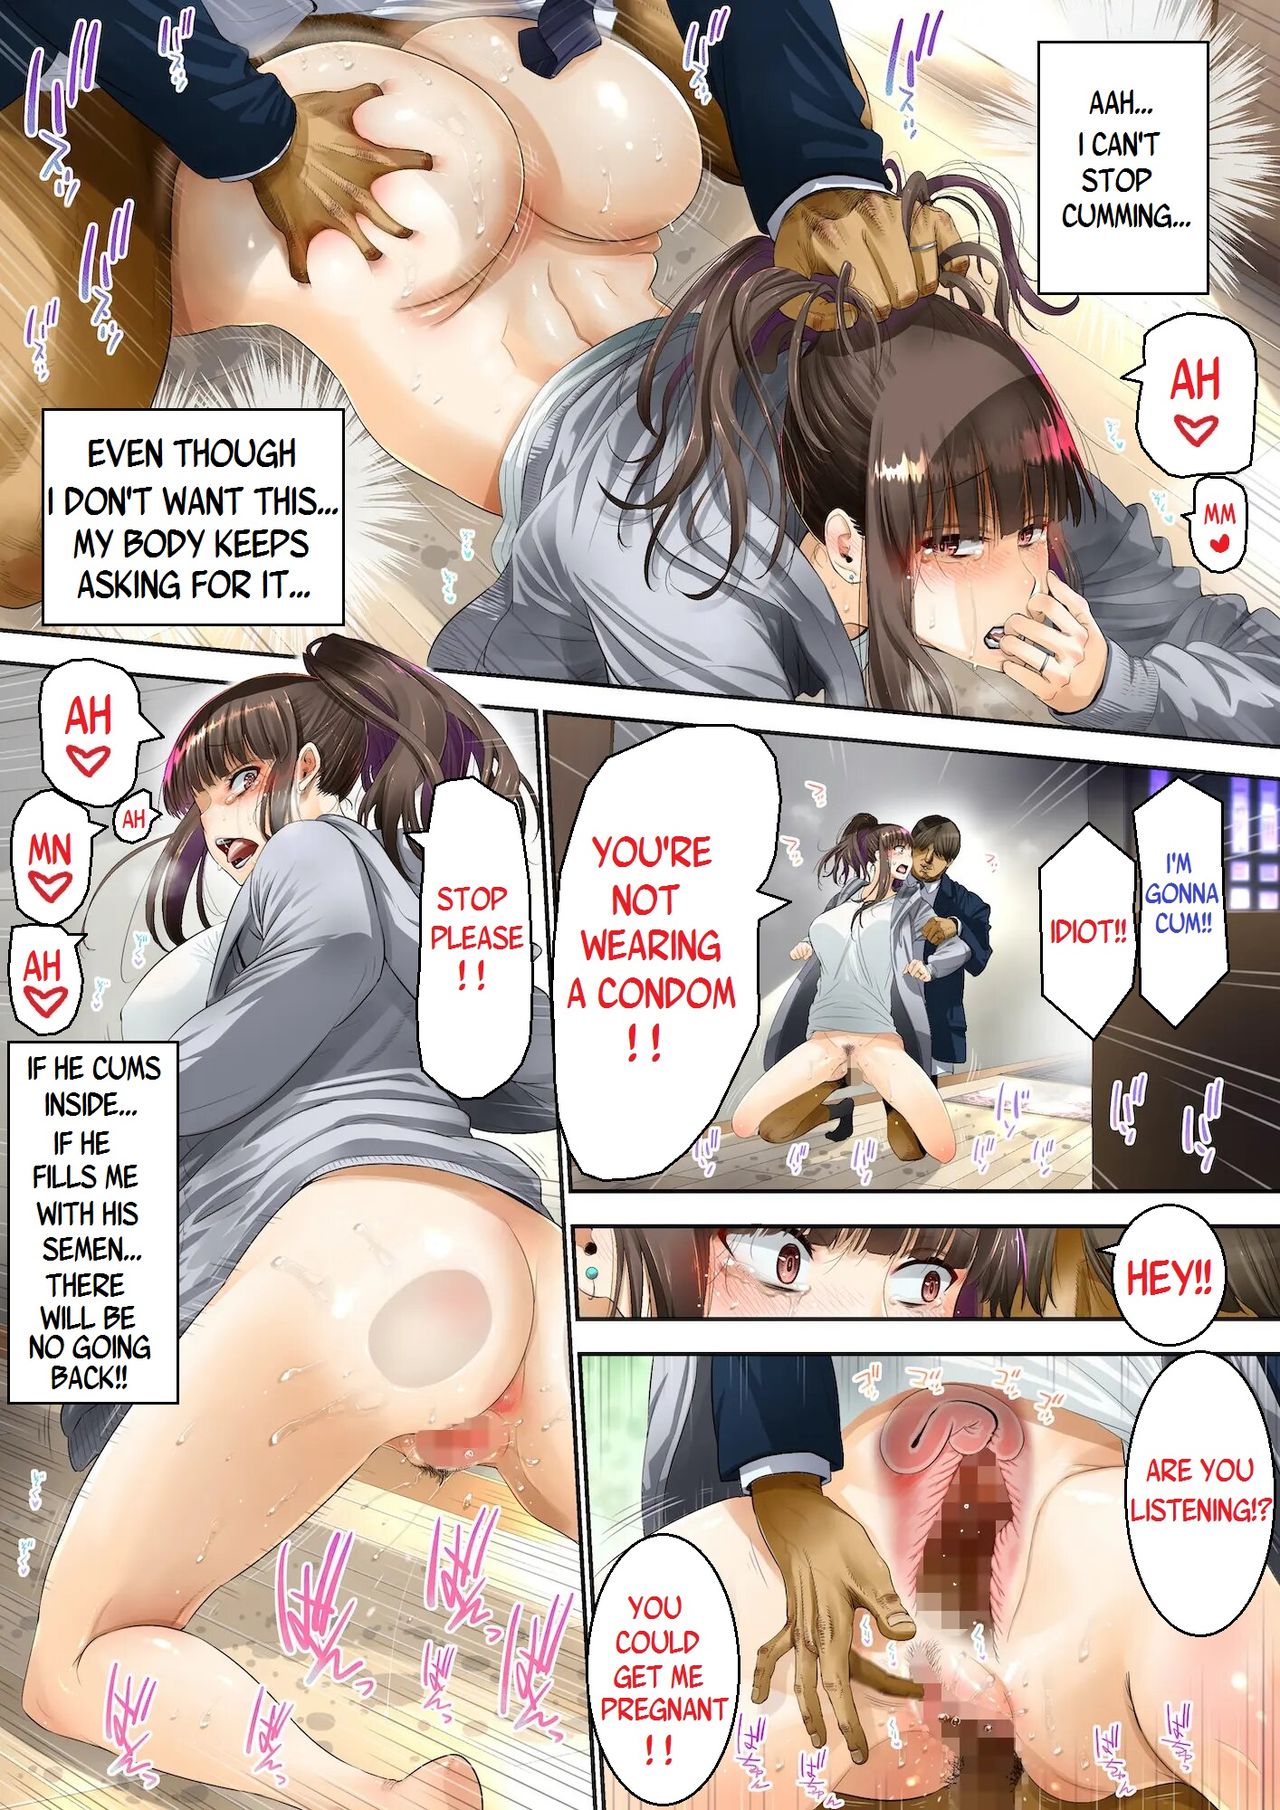 AAH...
I CAN'T
STOP
CUMMING...
AH
MM
EVEN THOUGH
I DON'T WANT THIS...
MY BODY KEEPS
ASKING FOR IT...
I'M
GONNA
CUM!!
IDIOT!!
YOU'RE
NOT
WEARING
A CONDOM
!!
STOP
PLEASE
!!
AH
AH
MN
AH
IF HE CUMS
INSIDE...
IF HE
FILLS ME
WITH HIS
SEMEN...
THERE
WILL BE
NO GOING
BACK!!
HEY!!
ARE YOU
LISTENING!?
YOU
COULD
GET ME
PREGNANT
!!